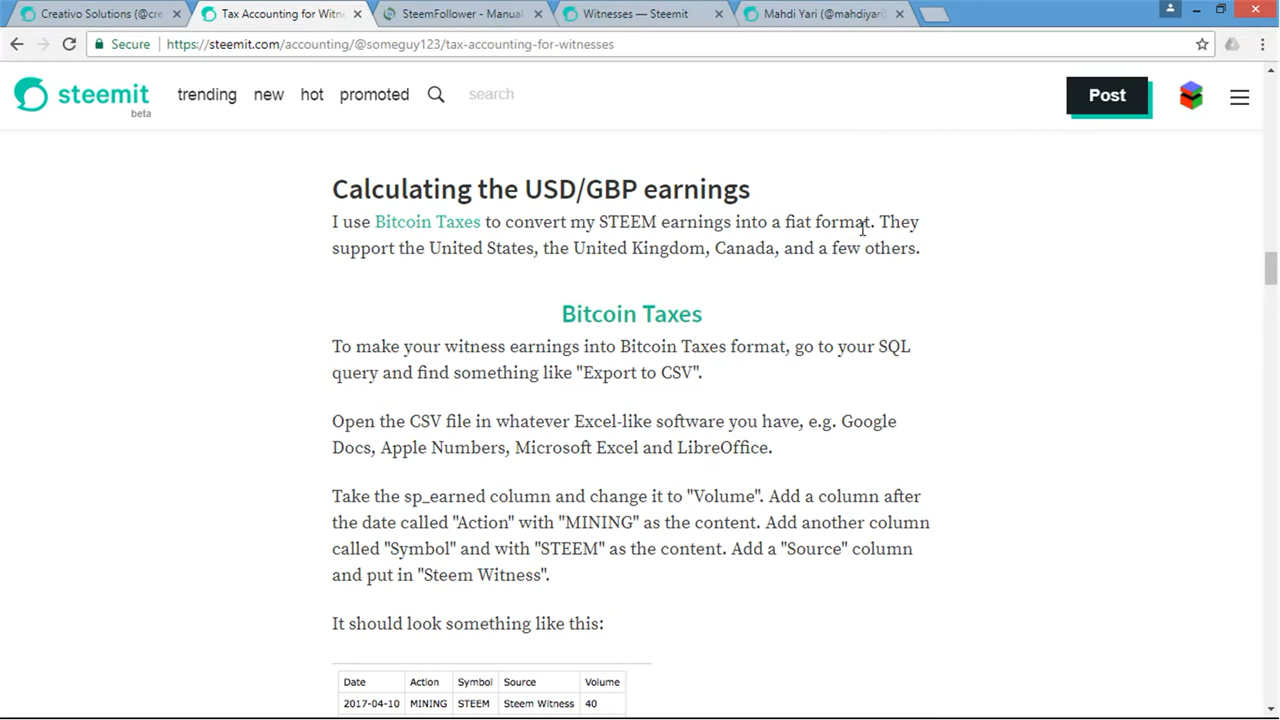 Creativo Solutions (@cre
Tax Accounting for Witn
SteemFollower - Manual
Witnesses — Steemit
Mahdi Yari (@mahdiyari)
Secure
https://steemit.com/accounting/@someguy123/tax-accounting-for-witnesses
steemit
beta
trending
new
hot
promoted
search
Post
Calculating the USD/GBP earnings
I use Bitcoin Taxes to convert my STEEM earnings into a fiat format. They
support the United States, the United Kingdom, Canada, and a few others.
Bitcoin Taxes
To make your witness earnings into Bitcoin Taxes format, go to your SQL
query and find something like "Export to CSV".
Open the CSV file in whatever Excel-like software you have, e.g. Google
Docs, Apple Numbers, Microsoft Excel and LibreOffice.
Take the sp_earned column and change it to "Volume". Add a column after
the date called "Action" with "MINING" as the content. Add another column
called "Symbol" and with "STEEM" as the content. Add a "Source" column
and put in "Steem Witness".
It should look something like this:
Date Action Symbol Source Volume
2017-04-10 MINING STEEM Steem Witness 40